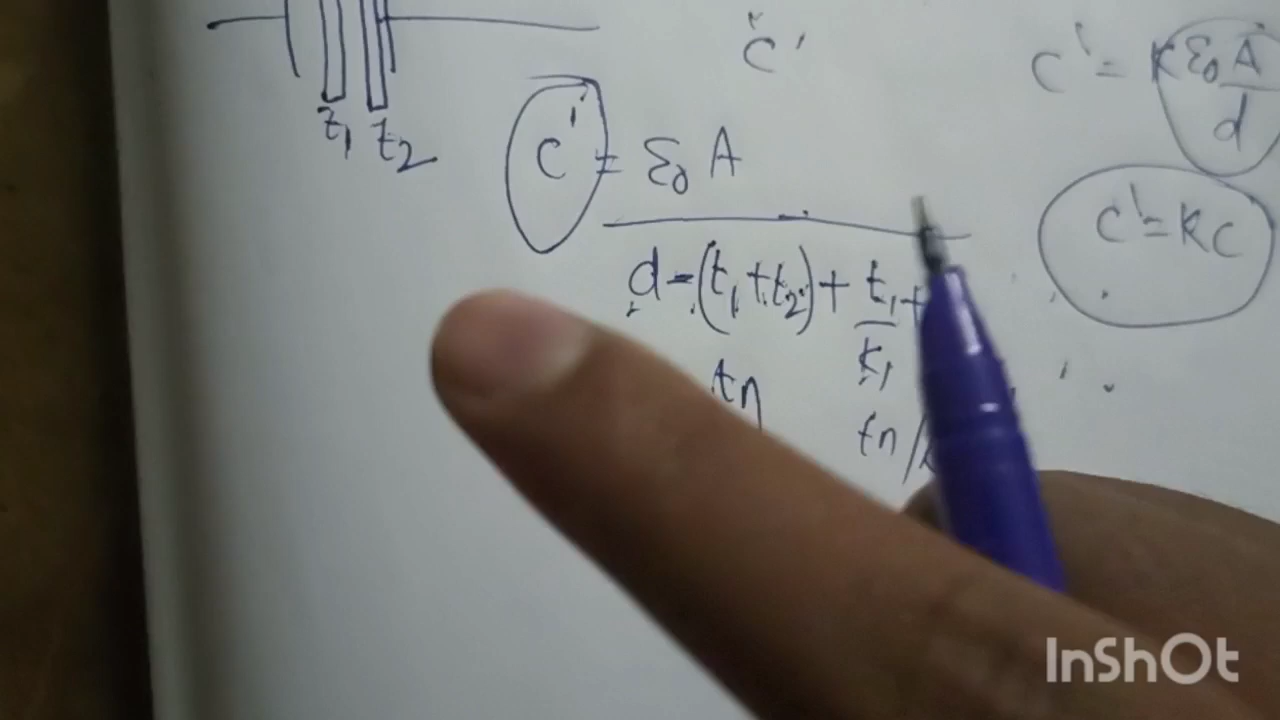 t1 t2
C'
C' = ε0 A
d-(t1+t2)+ t1 +
K1
tn
tn /
C' = Kε0 A
d
C' = KC
InShOt